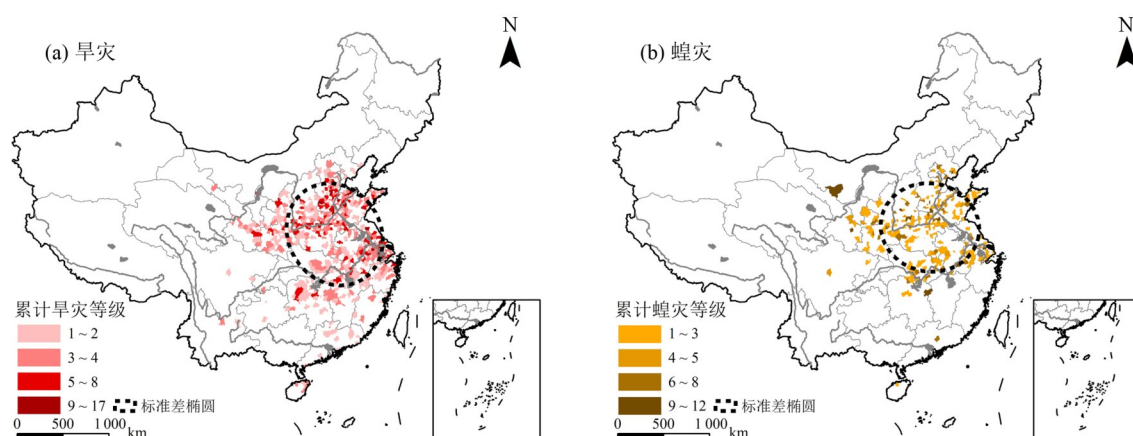 (a) 旱灾
N
累计旱灾等级
1 ~ 2
3 ~ 4
5 ~ 8
9 ~ 17
标准差椭圆
0 500 1 000
km
(b) 蝗灾
N
累计蝗灾等级
1 ~ 3
4 ~ 5
6 ~ 8
9 ~ 12
标准差椭圆
0 500 1 000
km